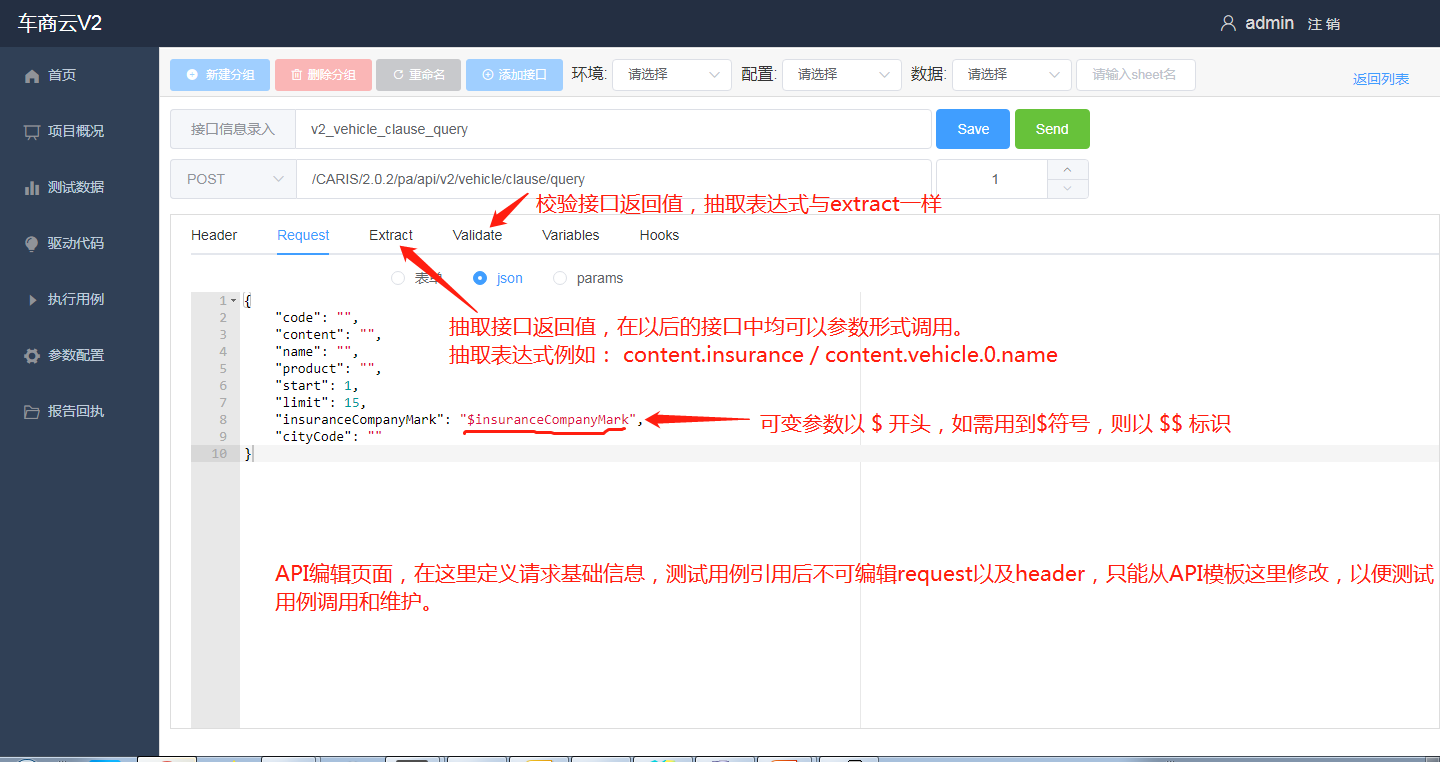 车商云V2
admin 注 销
首页
项目概况
测试数据
驱动代码
执行用例
参数配置
报告回执
新建分组 删除分组 重命名 添加接口 环境: 请选择 配置: 请选择 数据: 请选择 请输入sheet名 返回列表
接口信息录入 v2_vehicle_clause_query Save Send
POST /CARIS/2.0.2/pa/api/v2/vehicle/clause/query 1
校验接口返回值，抽取表达式与extract一样
Header Request Extract Validate Variables Hooks
表单 json params
1 {
2 "code": "",
3 "content": "",
4 "name": "",
5 "product": "",
6 "start": 1,
7 "limit": 15,
8 "insuranceCompanyMark": "$insuranceCompanyMark",
9 "cityCode": ""
10 }
抽取接口返回值，在以后的接口中均可以参数形式调用。
抽取表达式例如： content.insurance / content.vehicle.0.name
可变参数以 $ 开头，如需用到$符号，则以 $$ 标识
API编辑页面，在这里定义请求基础信息，测试用例引用后不可编辑request以及header，只能从API模板这里修改，以便测试
用例调用和维护。